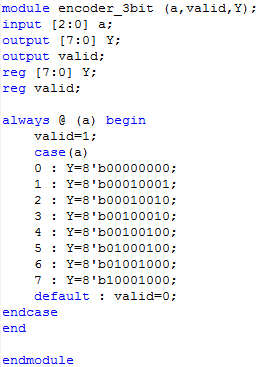 module encoder_3bit (a,valid,Y);
input [2:0] a;
output [7:0] Y;
output valid;
reg [7:0] Y;
reg valid;

always @ (a) begin
    valid=1;
    case(a)
    0 : Y=8'b00000000;
    1 : Y=8'b00010001;
    2 : Y=8'b00010010;
    3 : Y=8'b00100010;
    4 : Y=8'b00100100;
    5 : Y=8'b01000100;
    6 : Y=8'b01001000;
    7 : Y=8'b10001000;
    default : valid=0;
endcase
end

endmodule